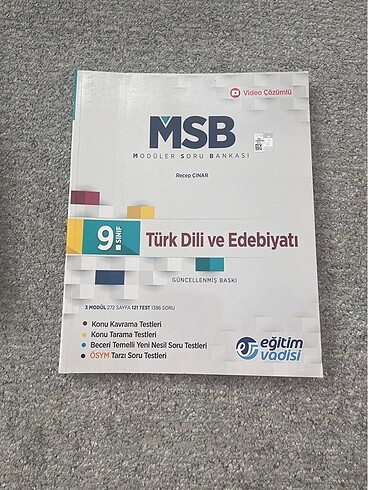 Video Çözümlü
MSB
MODÜLER SORU BANKASI
Recep ÇINAR
9. SINIF
Türk Dili ve Edebiyatı
GÜNCELLENMİŞ BASKI
3 MODÜL 272 SAYFA 121 TEST 1386 SORU
Konu Kavrama Testleri
Konu Tarama Testleri
Beceri Temelli Yeni Nesil Soru Testleri
ÖSYM Tarzı Soru Testleri
eğitim
vadisi